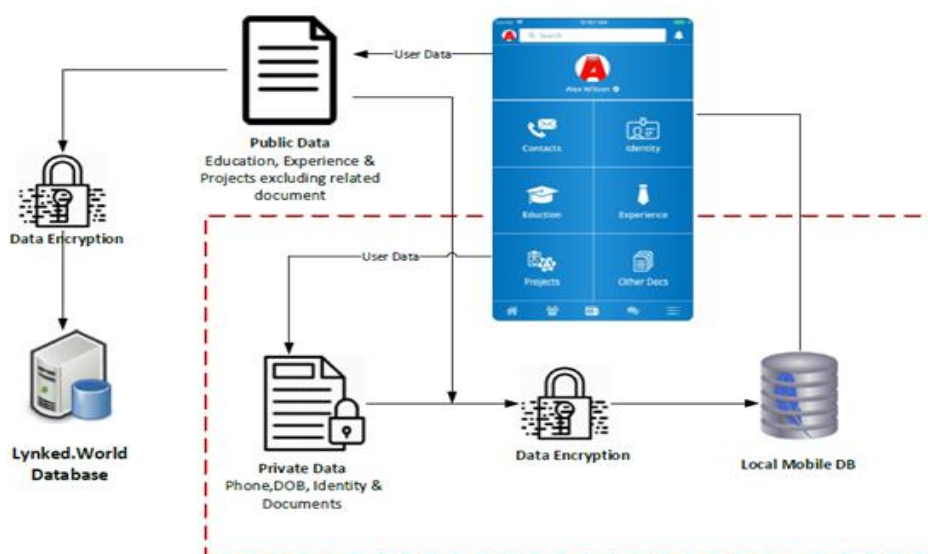 Search
User Data
Alex Wilson
Public Data
Education, Experience &
Projects excluding related
document
Contacts
Identity
Data Encryption
Eduction
Experience
User Data
Projects
Other Docs
Lynked.World
Database
Private Data
Phone,DOB, Identity &
Documents
Data Encryption
Local Mobile DB